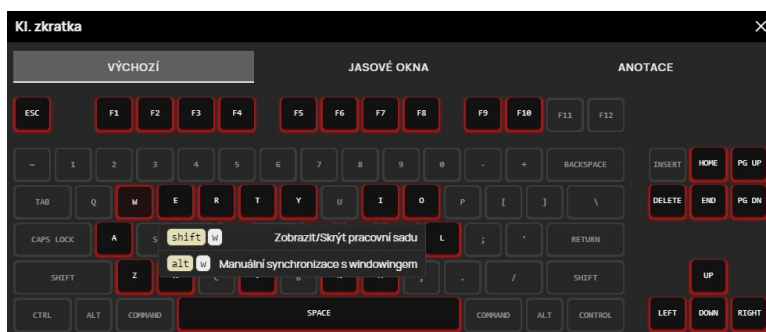 Kl. zkratka
VÝCHOZÍ JASOVÉ OKNA ANOTACE
ESC F1 F2 F3 F4 F5 F6 F7 F8 F9 F10 F11 F12
~ 1 2 3 4 5 6 7 8 9 0 - + BACKSPACE INSERT HOME PG UP
TAB Q W E R T Y U I O P [ ] \ DELETE END PG DN
CAPS LOCK A S L ; ' RETURN
shift W Zobrazit/Skrýt pracovní sadu
alt W Manuální synchronizace s windowingem
SHIFT Z . / SHIFT UP
CTRL ALT COMMAND SPACE COMMAND ALT CONTROL LEFT DOWN RIGHT